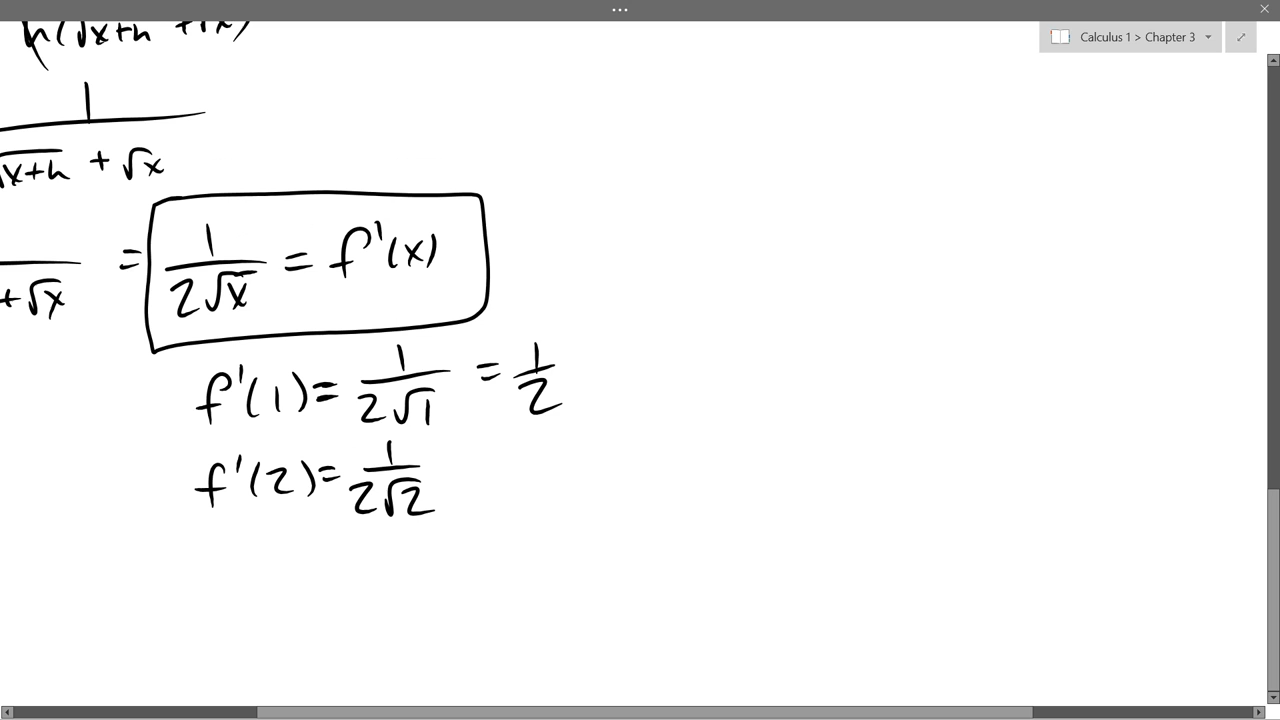 Calculus 1 > Chapter 3
h(√x+h + √x)
1
√x+h + √x
+√x
= 1/(2√x) = f'(x)
f'(1) = 1/(2√1) = 1/2
f'(2) = 1/(2√2)